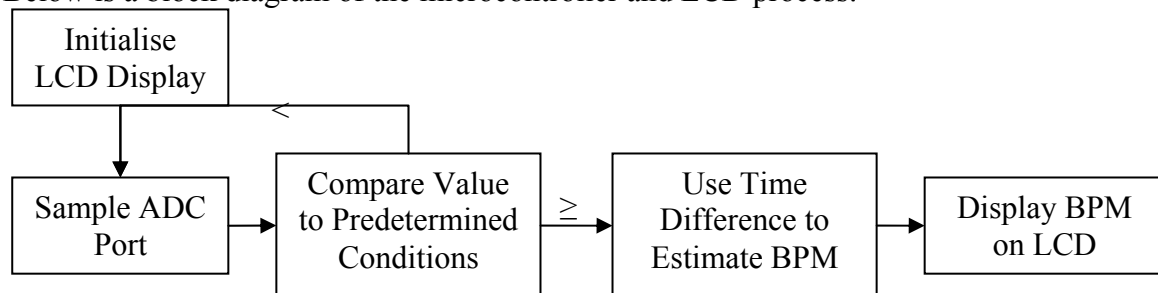 Below is a block diagram of the microcontroller and LCD process.
Initialise
LCD Display
<
Sample ADC
Port
Compare Value
to Predetermined
Conditions
≥
Use Time
Difference to
Estimate BPM
Display BPM
on LCD